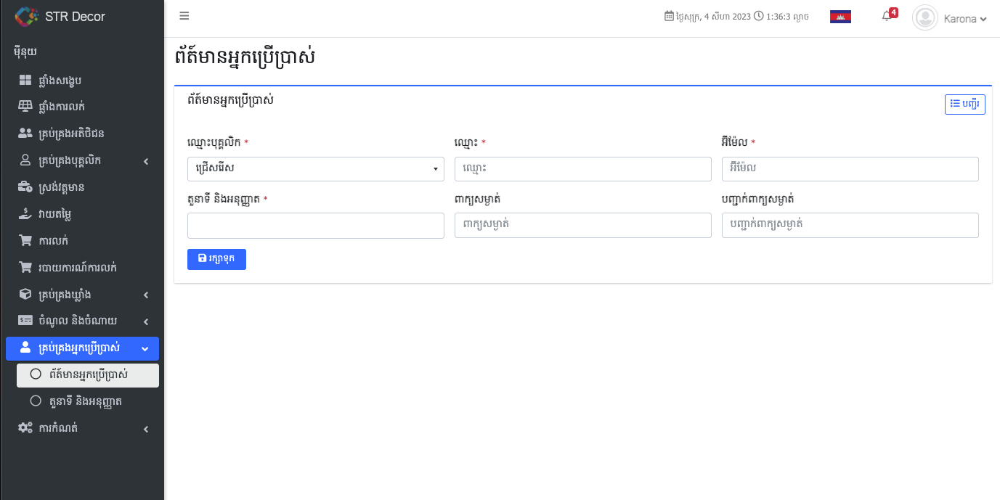 STR Decor
ថ្ងៃសុក្រ, 4 សីហា 2023 1:36:3 ល្ងាច
4
Karona
ម៉ឺនុយ
ផ្ទាំងសង្ខេប
ផ្ទាំងការលក់
គ្រប់គ្រងអតិថិជន
គ្រប់គ្រងបុគ្គលិក
ស្រង់វត្តមាន
វាយតម្លៃ
ការលក់
របាយការណ៍ការលក់
គ្រប់គ្រងឃ្លាំង
ចំណូល និងចំណាយ
គ្រប់គ្រងអ្នកប្រើប្រាស់
ព័ត៍មានអ្នកប្រើប្រាស់
តួនាទី និងអនុញ្ញាត
ការកំណត់
ព័ត៍មានអ្នកប្រើប្រាស់
ព័ត៍មានអ្នកប្រើប្រាស់
បញ្ជីរ
ឈ្មោះបុគ្គលិក * ឈ្មោះ * អ៊ីម៉ែល *
ជ្រើសរើស ឈ្មោះ អ៊ីម៉ែល
តួនាទី និងអនុញ្ញាត * ពាក្យសម្ងាត់ បញ្ជាក់ពាក្យសម្ងាត់
ពាក្យសម្ងាត់ បញ្ជាក់ពាក្យសម្ងាត់
រក្សាទុក